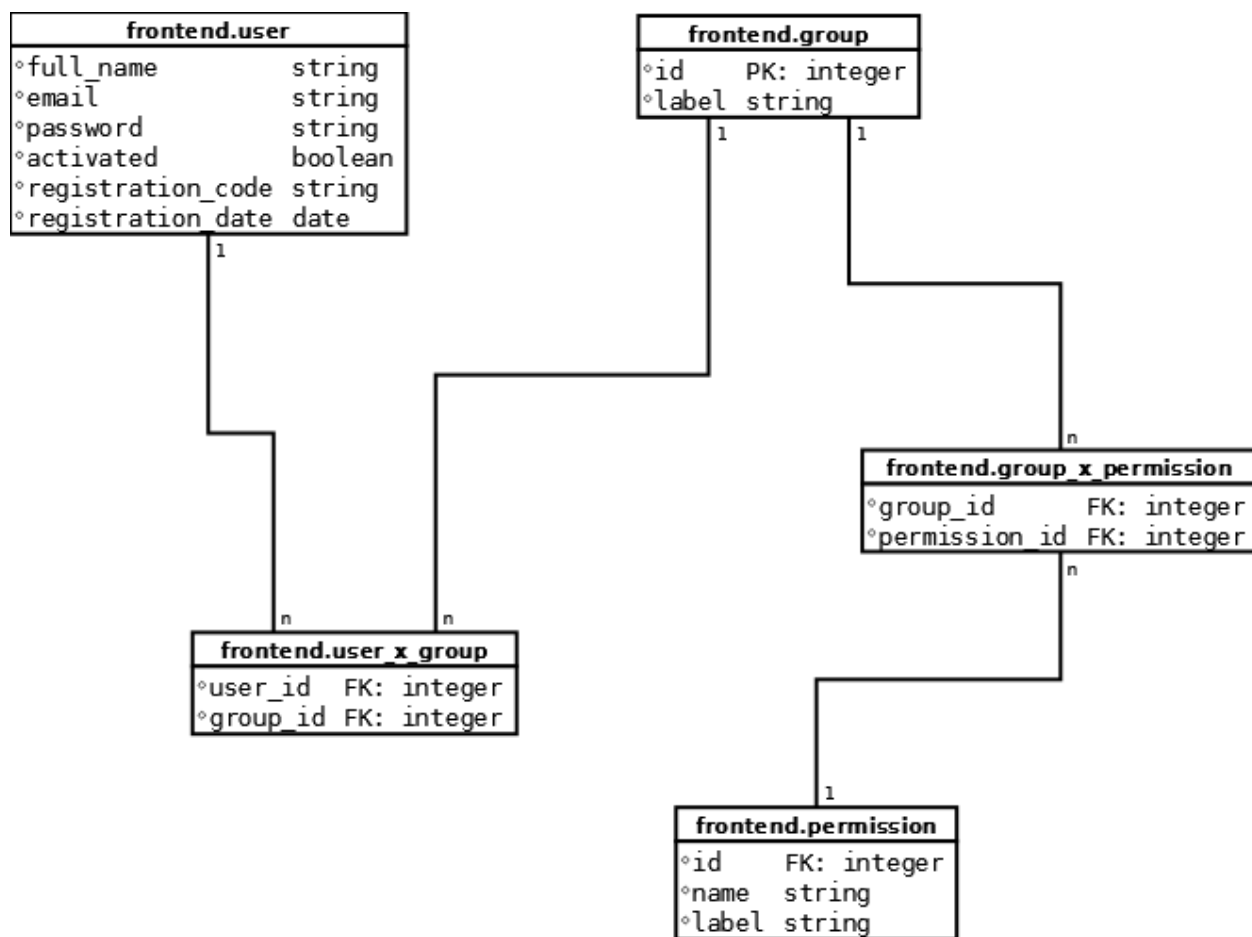 frontend.user
full_name string
email string
password string
activated boolean
registration_code string
registration_date date
1
frontend.group
id PK: integer
label string
1 1
n
frontend.group_x_permission
group_id FK: integer
permission_id FK: integer
n
n n
frontend.user_x_group
user_id FK: integer
group_id FK: integer
1
frontend.permission
id FK: integer
name string
label string